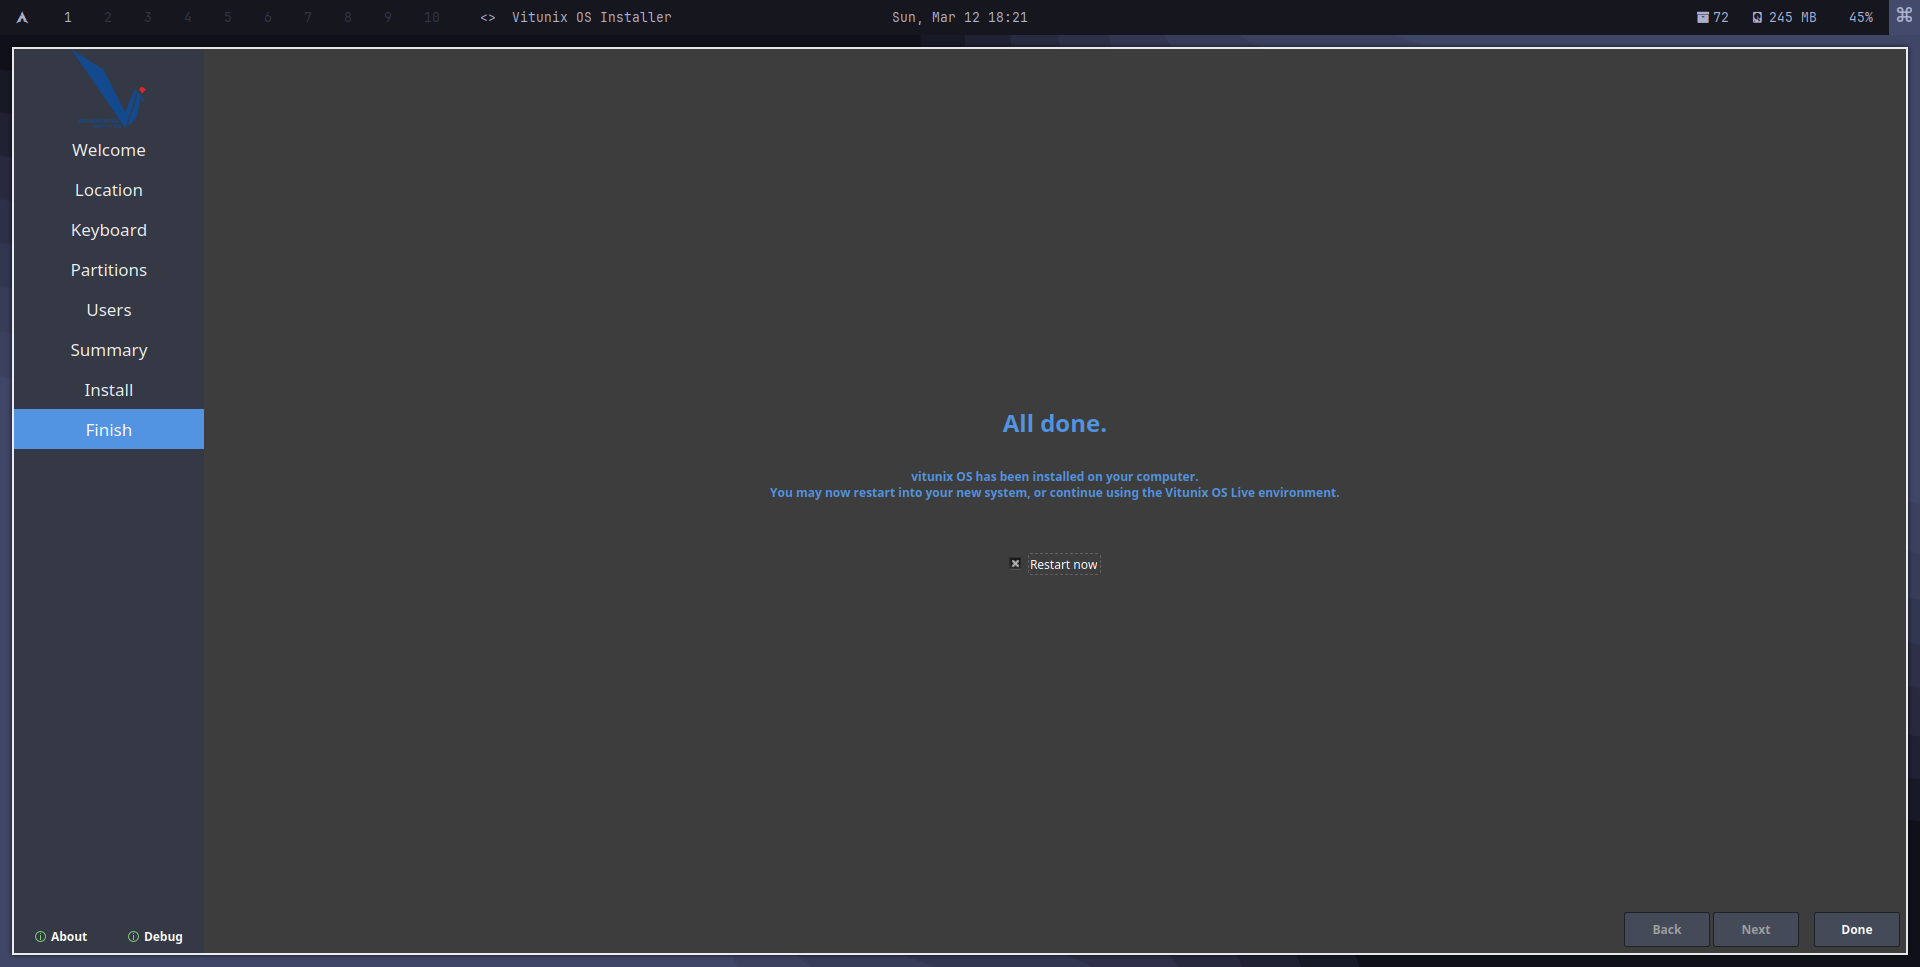 1 2 3 4 5 6 7 8 9 10 <> Vitunix OS Installer Sun, Mar 12 18:21 72 245 MB 45% ⌘
Welcome
Location
Keyboard
Partitions
Users
Summary
Install
Finish
All done.
vitunix OS has been installed on your computer.
You may now restart into your new system, or continue using the Vitunix OS Live environment.
Restart now
About Debug
Back Next Done